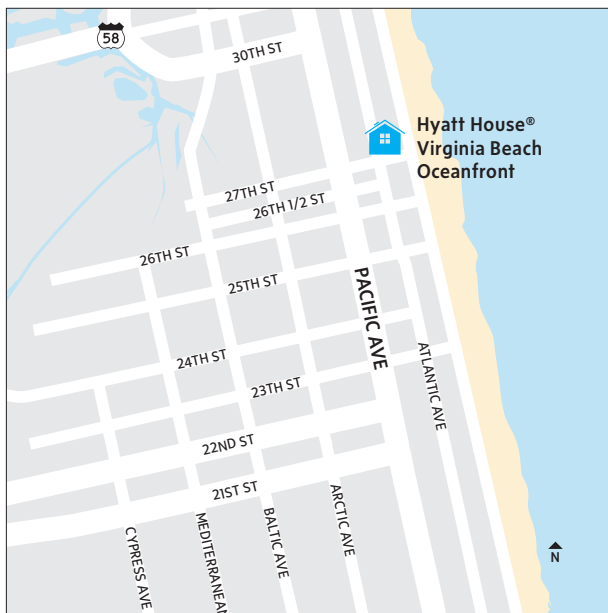 58
30TH ST
Hyatt House®
Virginia Beach
Oceanfront
27TH ST
26TH 1/2 ST
26TH ST
25TH ST
PACIFIC AVE
24TH ST
ATLANTIC AVE
23TH ST
22ND ST
21ST ST
CYPRESS AVE
MEDITERRANEAN
BALTIC AVE
ARCTIC AVE
N